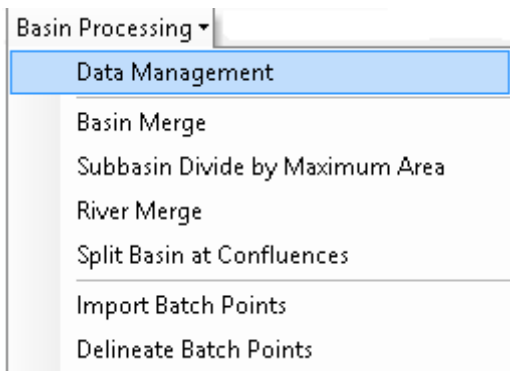 Basin Processing
Data Management
Basin Merge
Subbasin Divide by Maximum Area
River Merge
Split Basin at Confluences
Import Batch Points
Delineate Batch Points